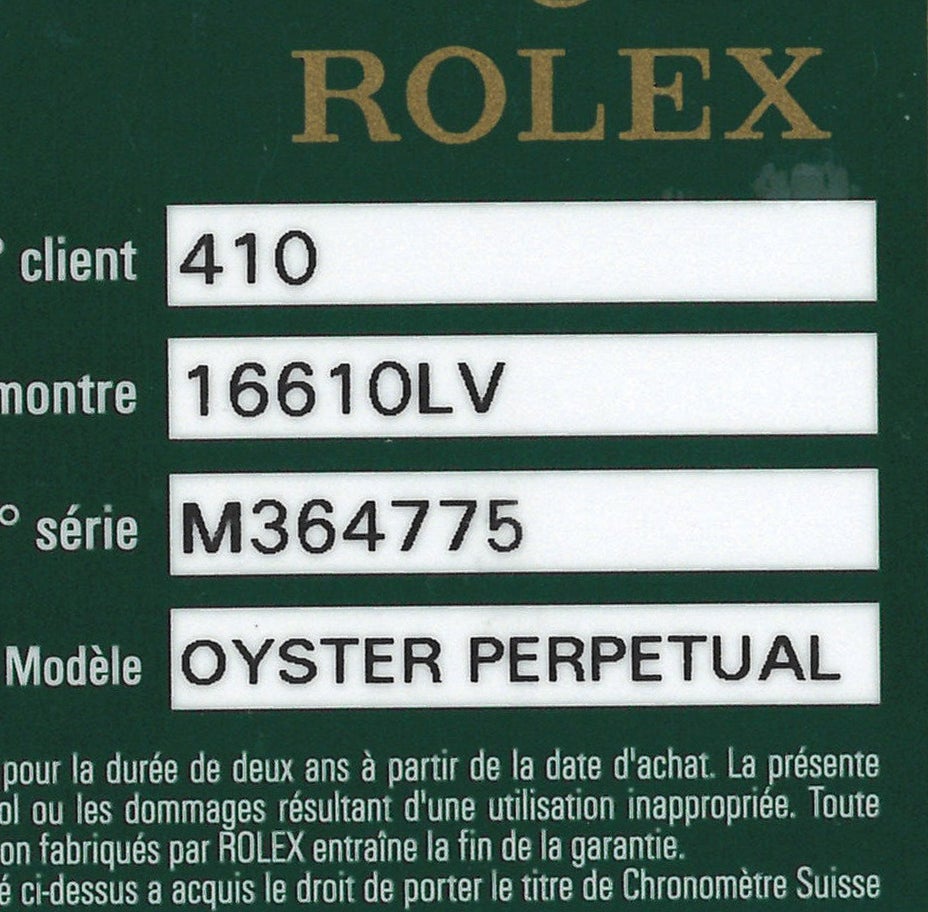 ROLEX
client 410
montre 16610LV
° série M364775
Modèle OYSTER PERPETUAL
pour la durée de deux ans à partir de la date d'achat. La présente
ou les dommages résultant d'une utilisation inappropriée. Toute
fabriqués par ROLEX entraîne la fin de la garantie.
ci-dessus a acquis le droit de porter le titre de Chronomètre Suisse